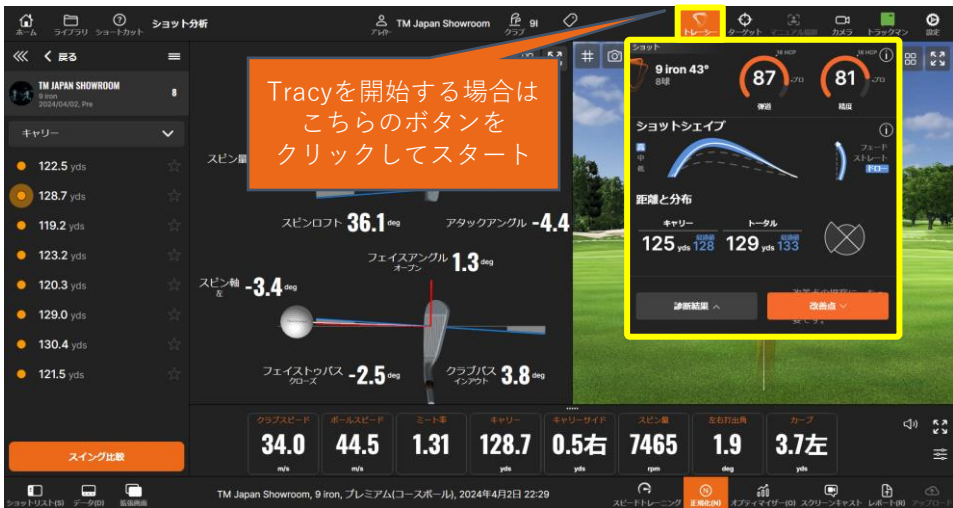 ホーム
ライブラリ
ショートカット
ショット分析
TM Japan Showroom
プレイヤー
9I
クラブ
トレーシー
ターゲット
カメラ
トラックマン
設定
戻る
TM JAPAN SHOWROOM
9 iron
2024/04/02, Pre
8
キャリー
122.5 yds
128.7 yds
119.2 yds
123.2 yds
120.3 yds
129.0 yds
130.4 yds
121.5 yds
スイング比較
Tracyを開始する場合は
こちらのボタンを
クリックしてスタート
スピン量
スピンロフト 36.1 deg
アタックアングル -4.4
フェイスアングル 1.3 deg
オープン
スピン軸 -3.4 deg
左
フェイストゥパス -2.5 deg
クローズ
クラブパス 3.8 deg
インアウト
ショット
9 iron 43°
8球
87
プロ
弾道
81
プロ
精度
ショットシェイプ
高
中
低
フェード
ストレート
ドロー
距離と分布
キャリー
125 yds 128
トータル
129 yds 133
診断結果
改善点
クラブスピード
34.0
m/s
ボールスピード
44.5
m/s
ミート率
1.31
キャリー
128.7
yds
キャリーサイド
0.5右
yds
スピン量
7465
rpm
左右打出角
1.9
deg
カーブ
3.7左
yds
ショットリスト(S)
データ(D)
拡張画面
TM Japan Showroom, 9 iron, プレミアム(コースボール), 2024年4月2日 22:29
スピードトレーニング
正規化(N)
オプティマイザー(O)
スクリーンキャスト
レポート(R)
アップロード